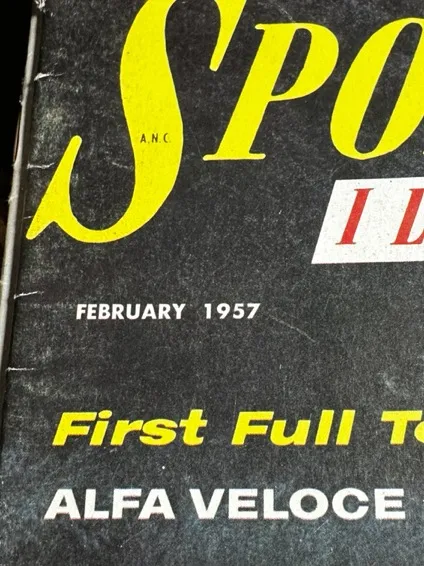 SPO
A.N.C.
I L
FEBRUARY 1957
First Full T
ALFA VELOCE